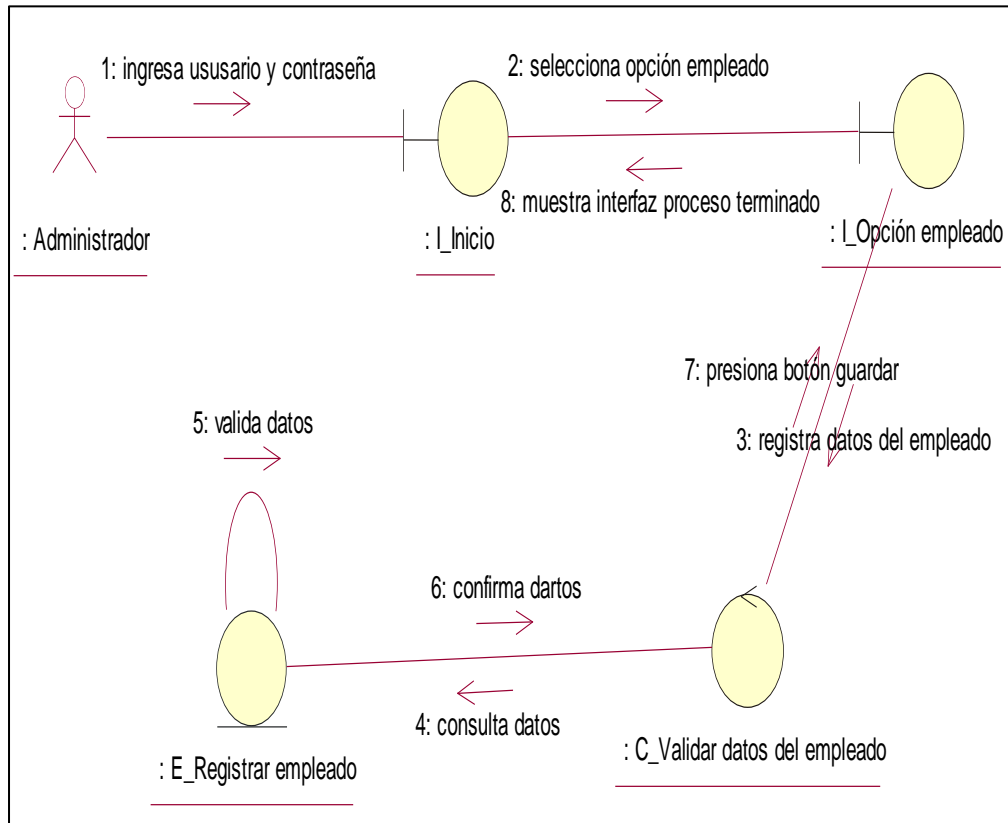 1: ingresa ususario y contraseña
2: selecciona opción empleado
8: muestra interfaz proceso terminado
: Administrador
: I_Inicio
: I_Opción empleado
7: presiona botón guardar
5: valida datos
3: registra datos del empleado
6: confirma dartos
4: consulta datos
: E_Registrar empleado
: C_Validar datos del empleado